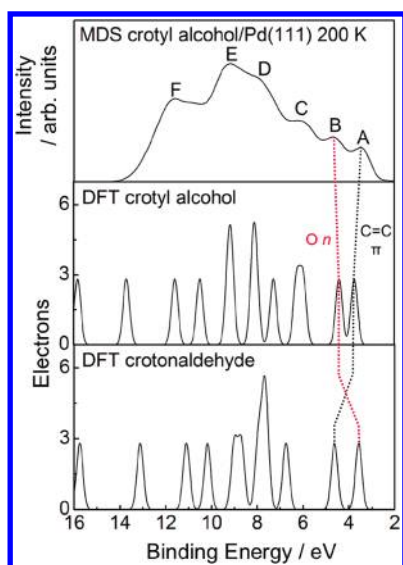 MDS crotyl alcohol/Pd(111) 200 K
Intensity
/ arb. units
F
E
D
C
B
A
DFT crotyl alcohol
6
3
0
O n
C=C
π
Electrons
DFT crotonaldehyde
6
3
0
16 14 12 10 8 6 4 2
Binding Energy / eV